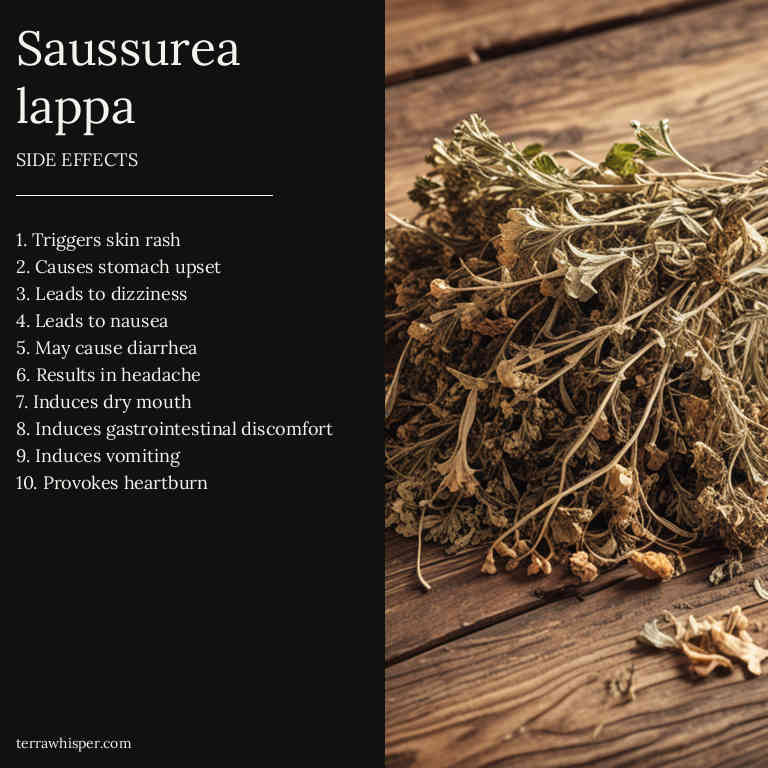 Saussurea
lappa
SIDE EFFECTS
1. Triggers skin rash
2. Causes stomach upset
3. Leads to dizziness
4. Leads to nausea
5. May cause diarrhea
6. Results in headache
7. Induces dry mouth
8. Induces gastrointestinal discomfort
9. Induces vomiting
10. Provokes heartburn
terrawhisper.com